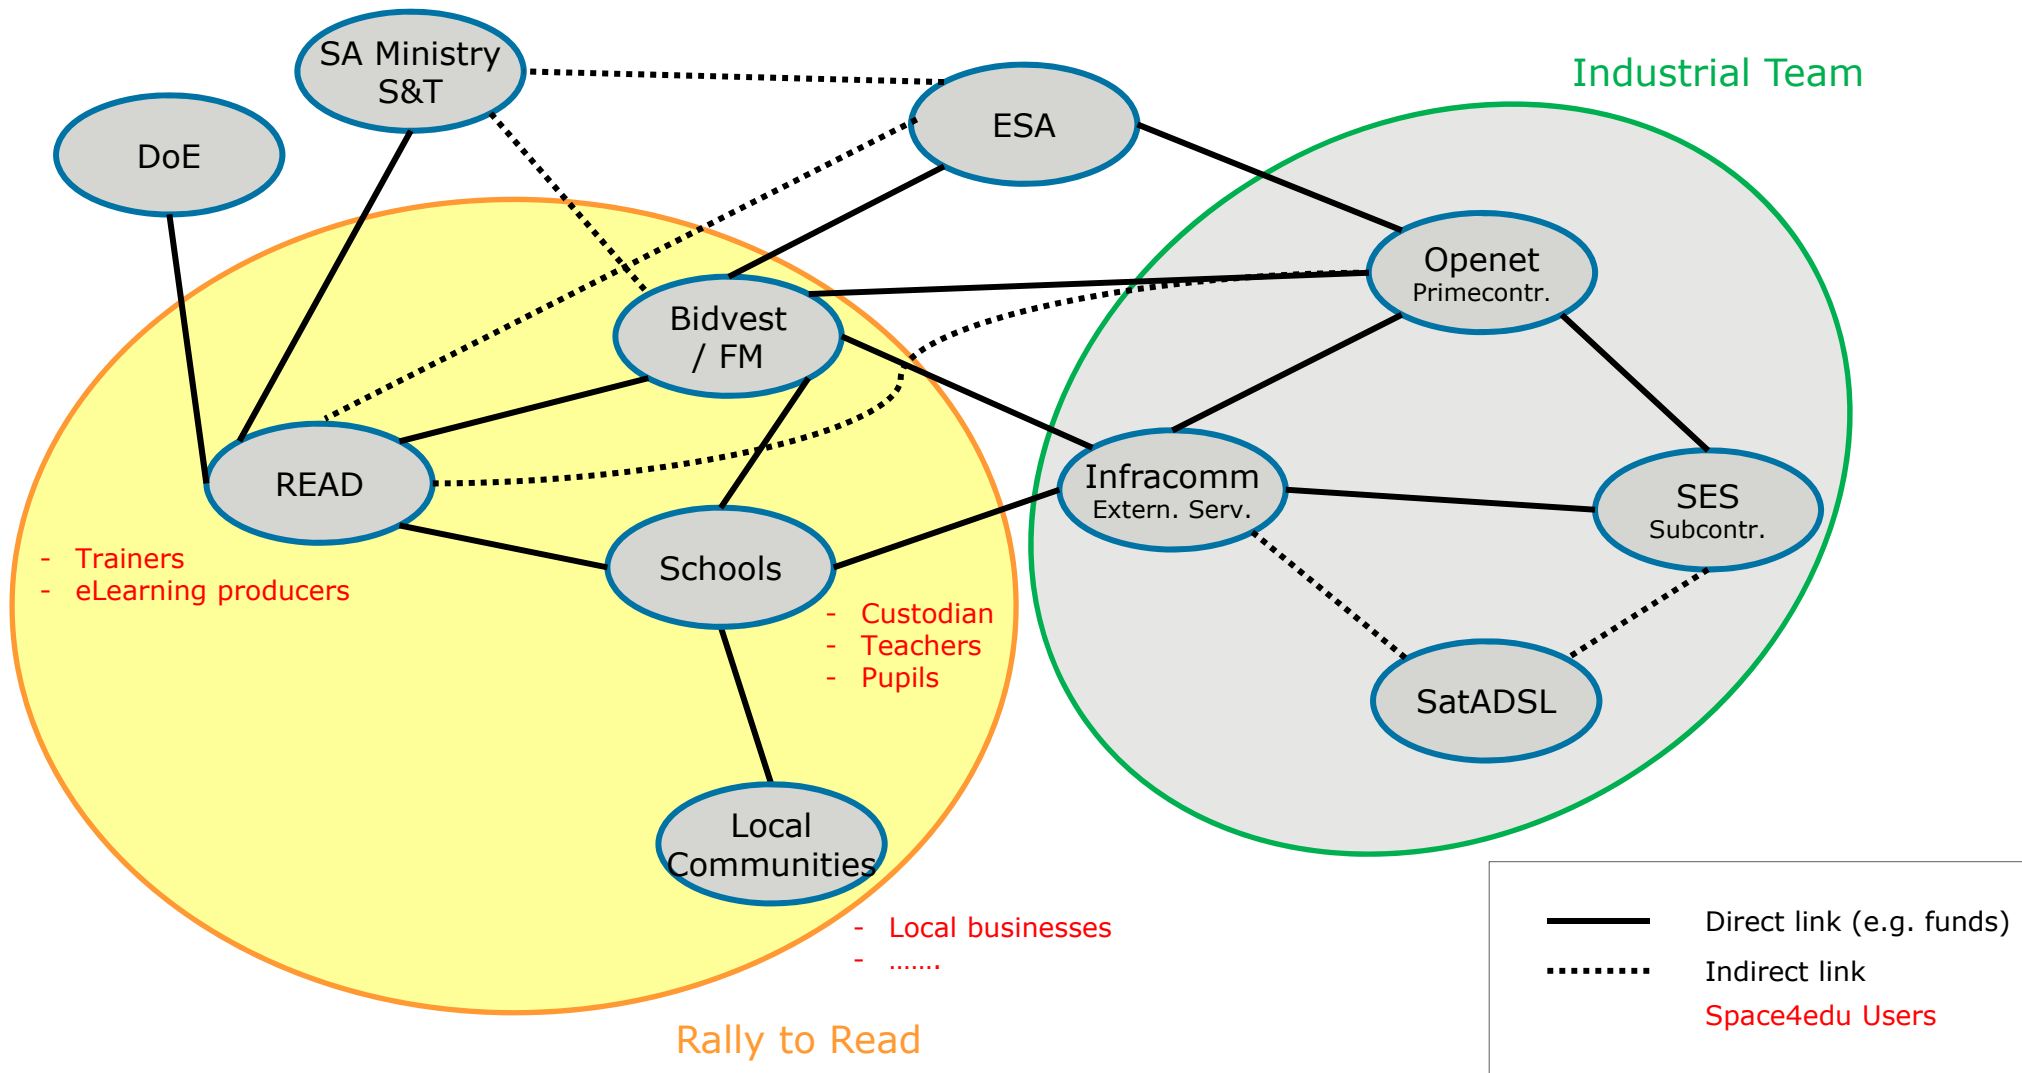 SA Ministry
S&T
DoE
ESA
Industrial Team
Openet
Primecontr.
Bidvest
/ FM
READ
Infracomm
Extern. Serv.
SES
Subcontr.
Schools
- Trainers
- eLearning producers
- Custodian
- Teachers
- Pupils
SatADSL
Local
Communities
- Local businesses
- …….
Rally to Read
Direct link (e.g. funds)
Indirect link
Space4edu Users